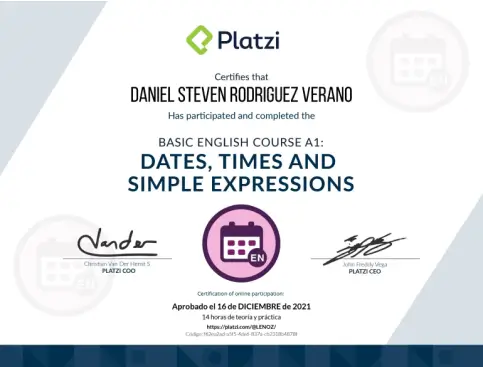 Platzi
Certifies that
DANIEL STEVEN RODRIGUEZ VERANO
Has participated and completed the
BASIC ENGLISH COURSE A1:
DATES, TIMES AND
SIMPLE EXPRESSIONS
EN
Christian Van Der Henst S
PLATZI COO
John Freddy Vega
PLATZI CEO
EN
Certification of online participation:
Aprobado el 16 de DICIEMBRE de 2021
14 horas de teoría y práctica
https://platzi.com/@LENOZ/
Código: